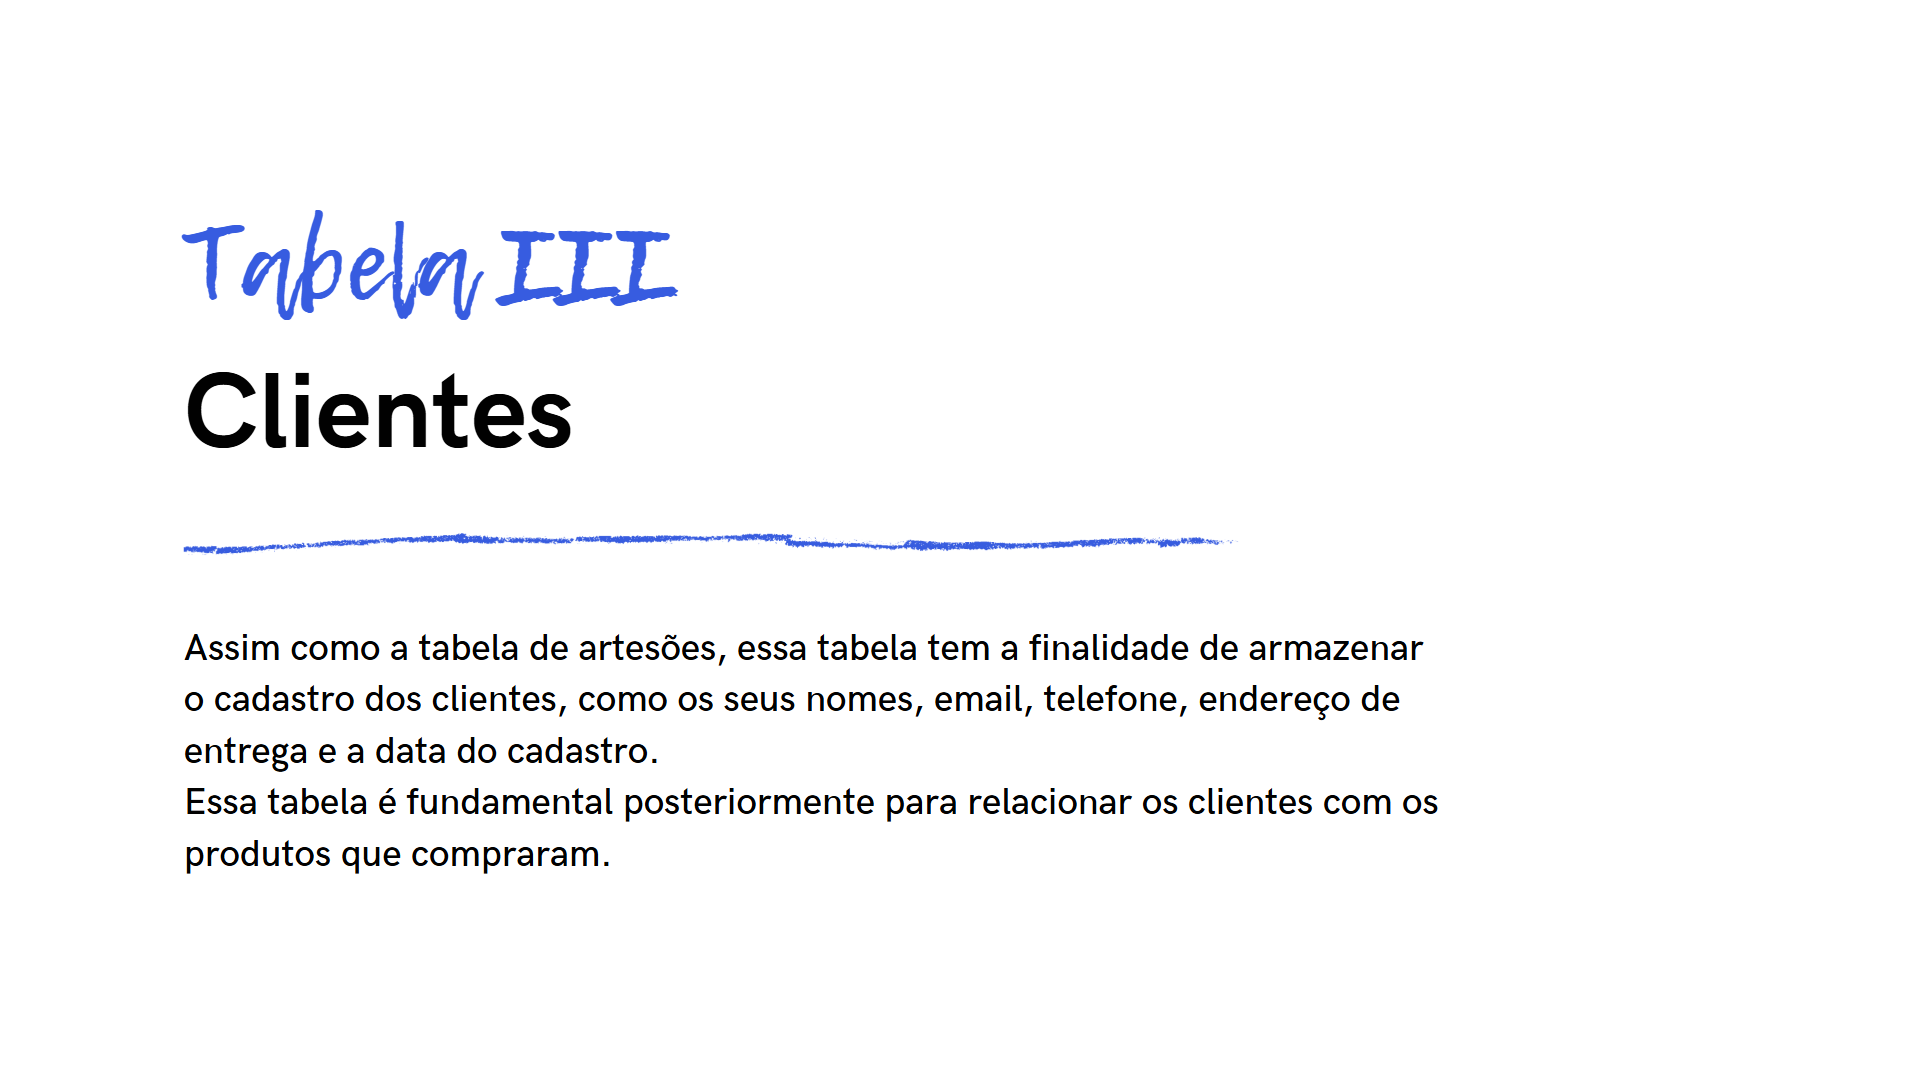 Tabela III
Clientes
Assim como a tabela de artesões, essa tabela tem a finalidade de armazenar
o cadastro dos clientes, como os seus nomes, email, telefone, endereço de
entrega e a data do cadastro.
Essa tabela é fundamental posteriormente para relacionar os clientes com os
produtos que compraram.